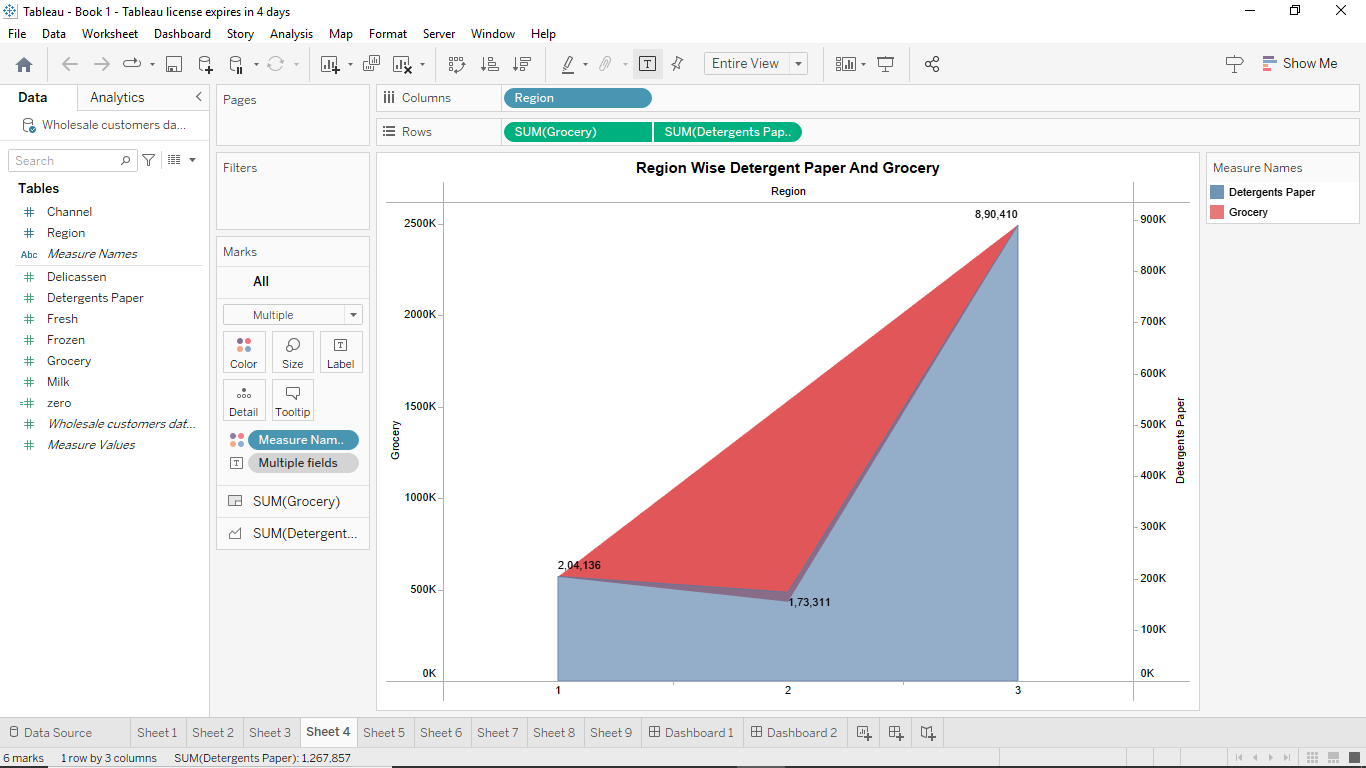 Tableau - Book 1 - Tableau license expires in 4 days
File Data Worksheet Dashboard Story Analysis Map Format Server Window Help
Entire View
Show Me
Data
Analytics
Wholesale customers da...
Search
Tables
Channel
Region
Abc Measure Names
Delicassen
Detergents Paper
Fresh
Frozen
Grocery
Milk
zero
Wholesale customers dat...
Measure Values
Pages
Filters
Marks
All
Multiple
Color Size Label
Detail Tooltip
Measure Nam..
Multiple fields
SUM(Grocery)
SUM(Detergent...
Columns
Region
Rows
SUM(Grocery) SUM(Detergents Pap..
Region Wise Detergent Paper And Grocery
Region
2500K
2000K
1500K
1000K
500K
0K
Grocery
8,90,410
2,04,136
1,73,311
1 2 3
900K
800K
700K
600K
500K
400K
300K
200K
100K
0K
Detergents Paper
Measure Names
Detergents Paper
Grocery
Data Source Sheet 1 Sheet 2 Sheet 3 Sheet 4 Sheet 5 Sheet 6 Sheet 7 Sheet 8 Sheet 9 Dashboard 1 Dashboard 2
6 marks 1 row by 3 columns SUM(Detergents Paper): 1,267,857